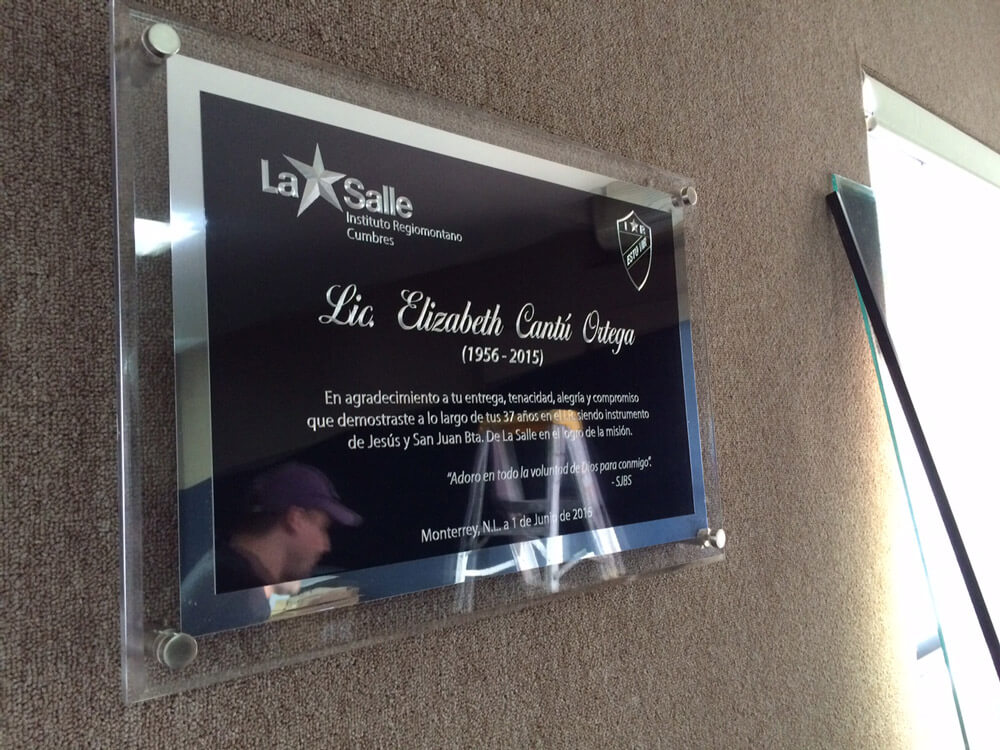 La Salle
Instituto Regiomontano
Cumbres
I R
ESTO VIR
Lic. Elizabeth Cantú Ortega
(1956 - 2015)
En agradecimiento a tu entrega, tenacidad, alegría y compromiso
que demostraste a lo largo de tus 37 años en el I.R. siendo instrumento
de Jesús y San Juan Bta. De La Salle en el logro de la misión.
"Adoro en todo la voluntad de Dios para conmigo".
- SJBS
Monterrey, N.L. a 1 de Junio de 2015